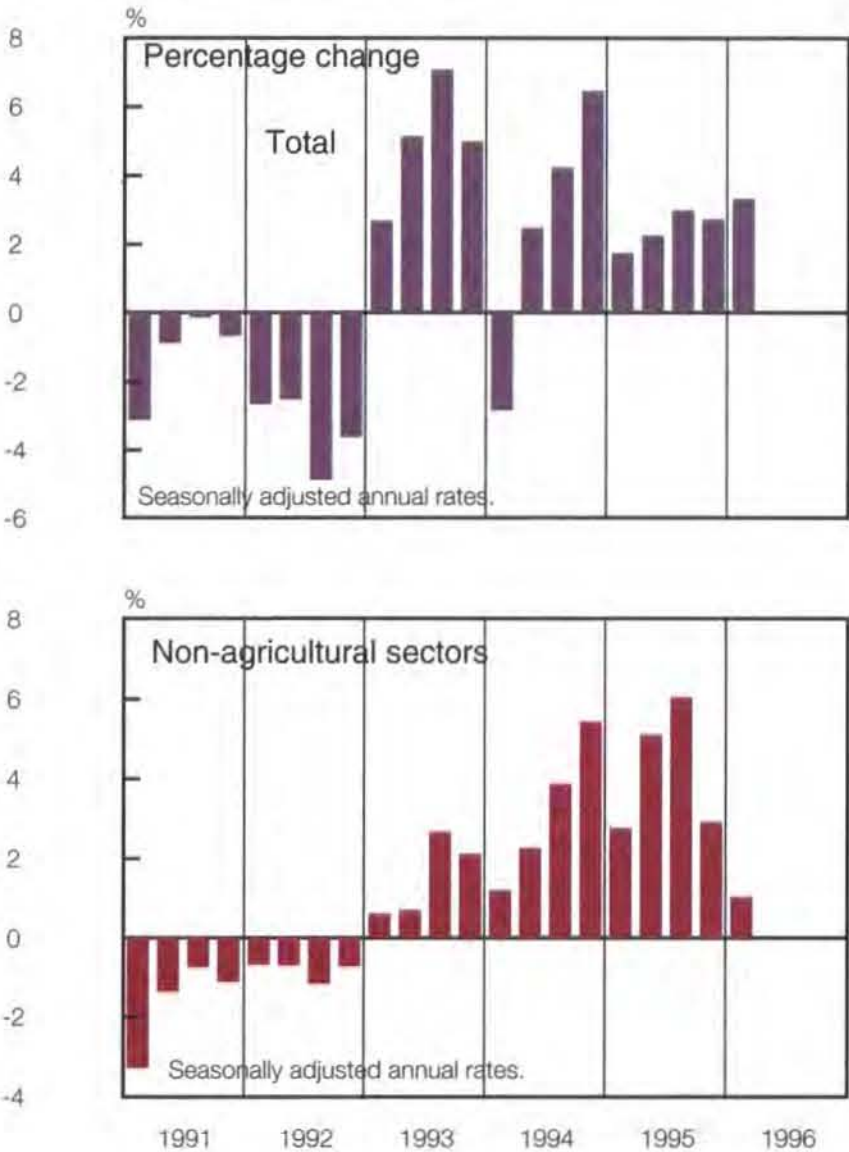 %
8
Percentage change
6
Total
4
2
0
-2
-4
Seasonally adjusted annual rates.
-6
%
8
Non-agricultural sectors
6
4
2
0
-2
Seasonally adjusted annual rates.
-4
1991 1992 1993 1994 1995 1996